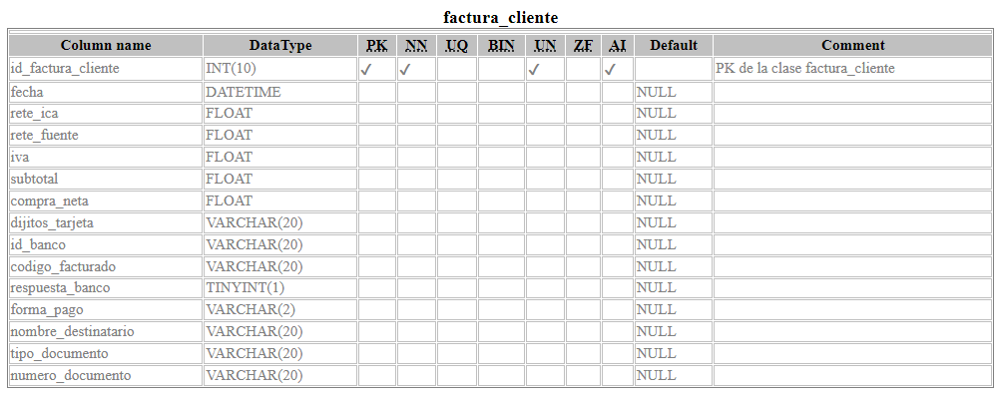 factura_cliente
Column name DataType PK NN UQ BIN UN ZF AI Default Comment
id_factura_cliente INT(10) ✓ ✓ ✓ ✓ PK de la clase factura_cliente
fecha DATETIME NULL
rete_ica FLOAT NULL
rete_fuente FLOAT NULL
iva FLOAT NULL
subtotal FLOAT NULL
compra_neta FLOAT NULL
dijitos_tarjeta VARCHAR(20) NULL
id_banco VARCHAR(20) NULL
codigo_facturado VARCHAR(20) NULL
respuesta_banco TINYINT(1) NULL
forma_pago VARCHAR(2) NULL
nombre_destinatario VARCHAR(20) NULL
tipo_documento VARCHAR(20) NULL
numero_documento VARCHAR(20) NULL